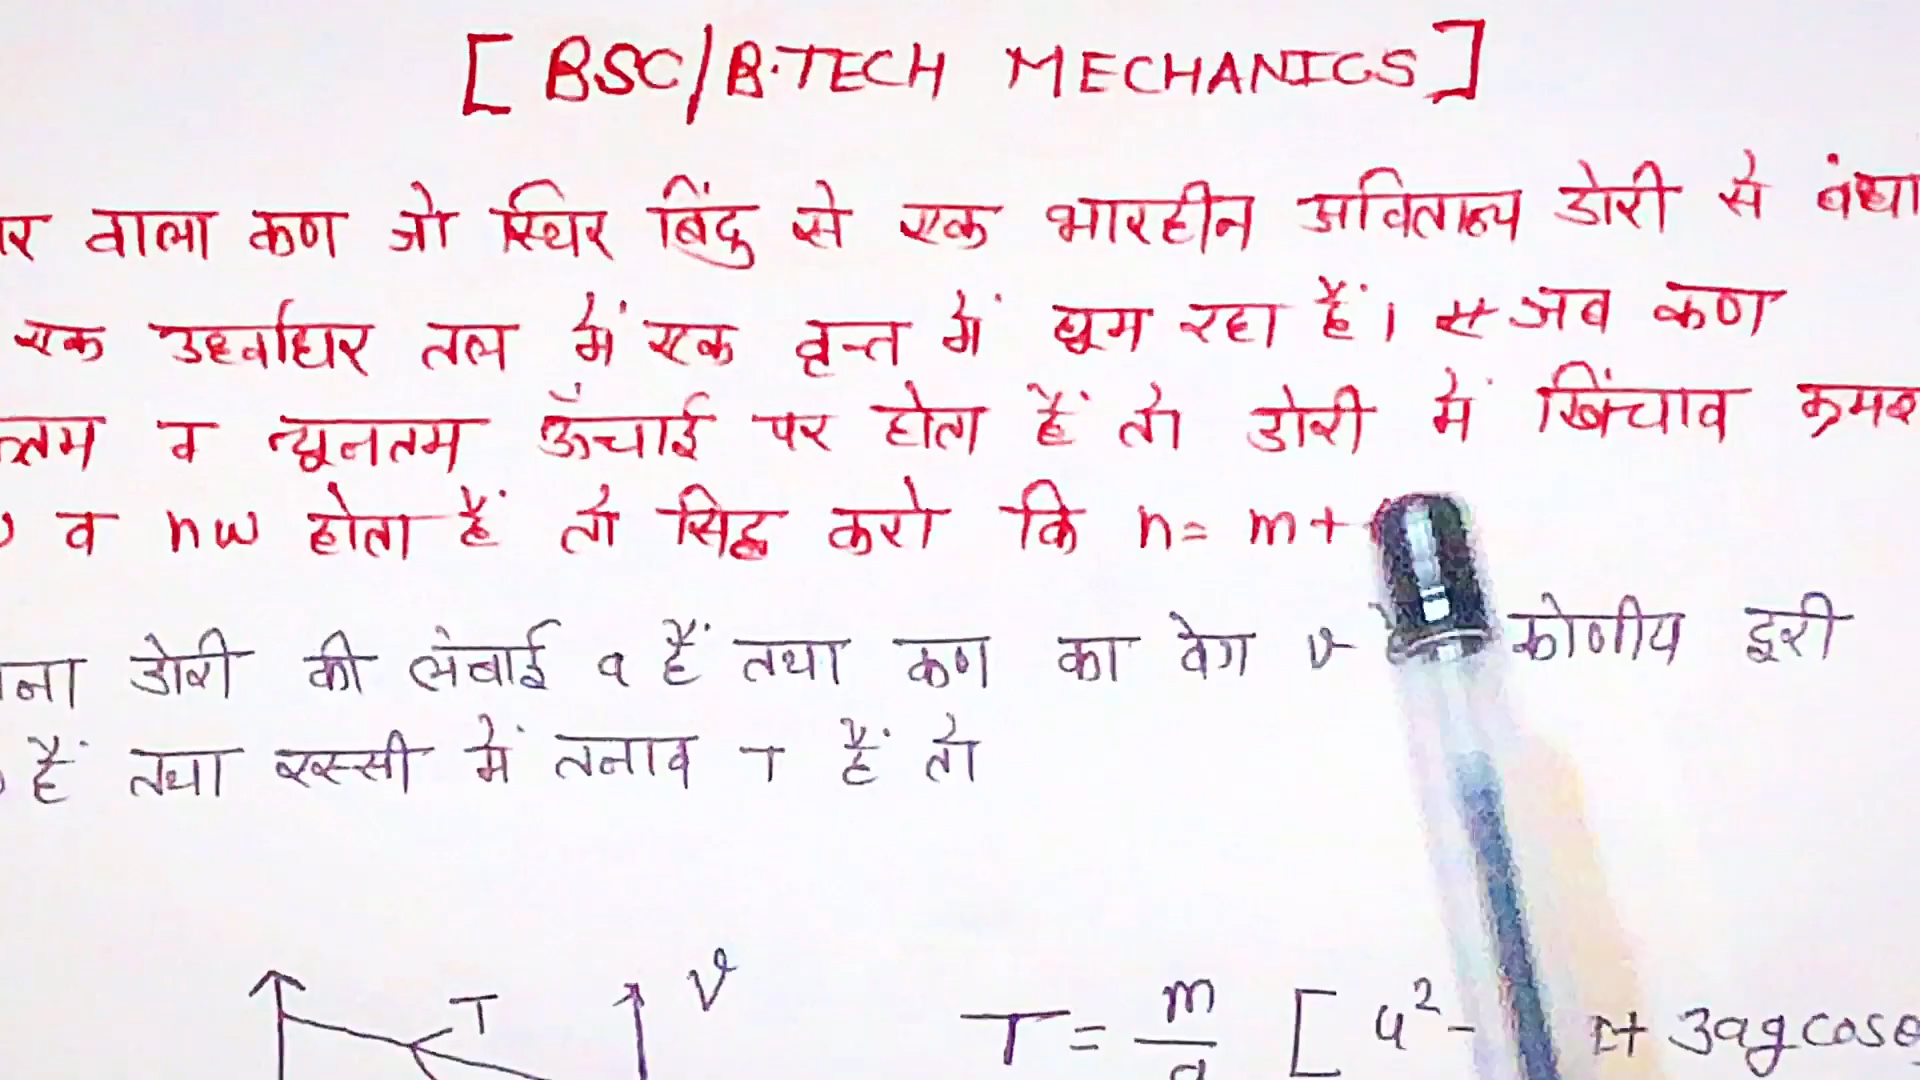 [BSC/B.TECH MECHANICS]
वाला कण जो स्थिर बिंदु से एक भारहीन अवितान्य डोरी से बंधा
एक उर्ध्वाधर तल में एक वृत्त में घूम रहा हैं। जब कण
व न्यूनतम ऊँचाई पर होता हैं तो डोरी में खिंचाव क्रमश
व nw होता हैं तो सिद्ध करो कि n= m+
डोरी की लंबाई a हैं तथा कण का वेग v कोणीय दूरी
हैं तथा रस्सी में तनाव T हैं तो
T
V
T = m/a [ u² - + 3ag cosθ